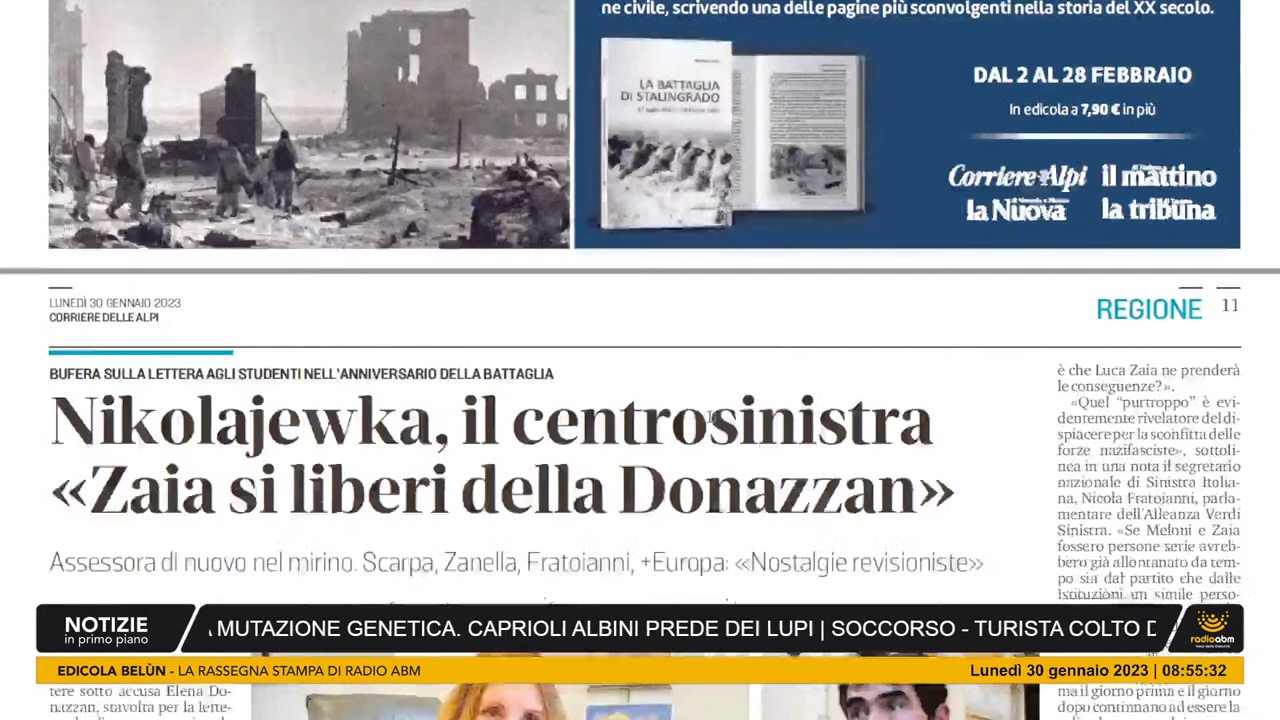 ne civile, scrivendo una delle pagine più sconvolgenti nella storia del XX secolo.
LA BATTAGLIA
DI STALINGRADO
DAL 2 AL 28 FEBBRAIO
In edicola a 7,90 € in più
Corriere Alpi il mattino
la Nuova la tribuna
LUNEDÌ 30 GENNAIO 2023
CORRIERE DELLE ALPI
REGIONE 11
BUFERA SULLA LETTERA AGLI STUDENTI NELL'ANNIVERSARIO DELLA BATTAGLIA
Nikolajewka, il centrosinistra
«Zaia si liberi della Donazzan»
Assessora di nuovo nel mirino. Scarpa, Zanella, Fratoianni, +Europa: «Nostalgie revisioniste»
è che Luca Zaia ne prenderà
le conseguenze?».
«Quel “purtroppo” è evi-
dentemente rivelatore del di-
spiacere per la sconfitta delle
forze nazifasciste», sottoli-
nea in una nota il segretario
nazionale di Sinistra Italia-
na, Nicola Fratoianni, parla-
mentare dell'Alleanza Verdi
Sinistra. «Se Meloni e Zaia
fossero persone serie avreb-
bero già allontanato da tem-
po sia dal partito che dalle
istituzioni un simile perso-
NOTIZIE
in primo piano
A MUTAZIONE GENETICA. CAPRIOLI ALBINI PREDE DEI LUPI | SOCCORSO - TURISTA COLTO D
radioabm
EDICOLA BELÙN - LA RASSEGNA STAMPA DI RADIO ABM
Lunedì 30 gennaio 2023 | 08:55:32
tere sotto accusa Elena Do-
nazzan, stavolta per la lette-
ma il giorno prima e il giorno
dopo continuano ad essere la